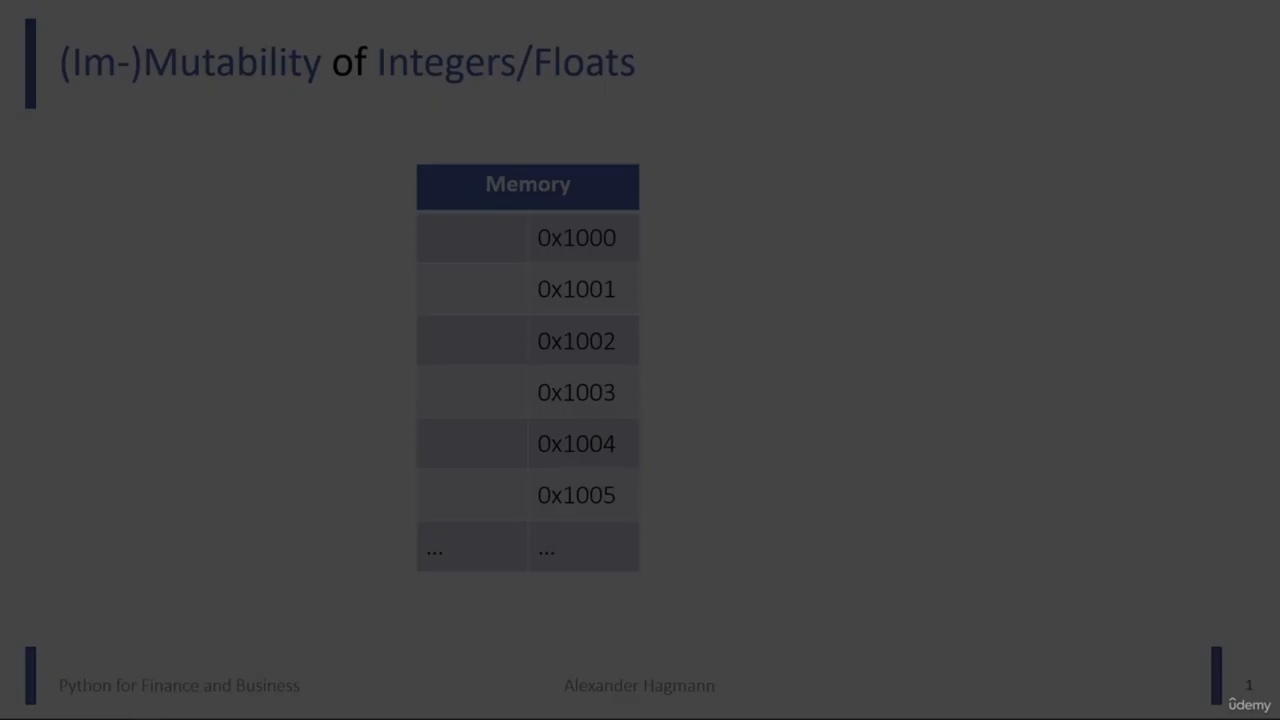 (Im-)Mutability of Integers/Floats
Memory
0x1000
0x1001
0x1002
0x1003
0x1004
0x1005
... ...
Python for Finance and Business
Alexander Hagmann
1
ûdemy